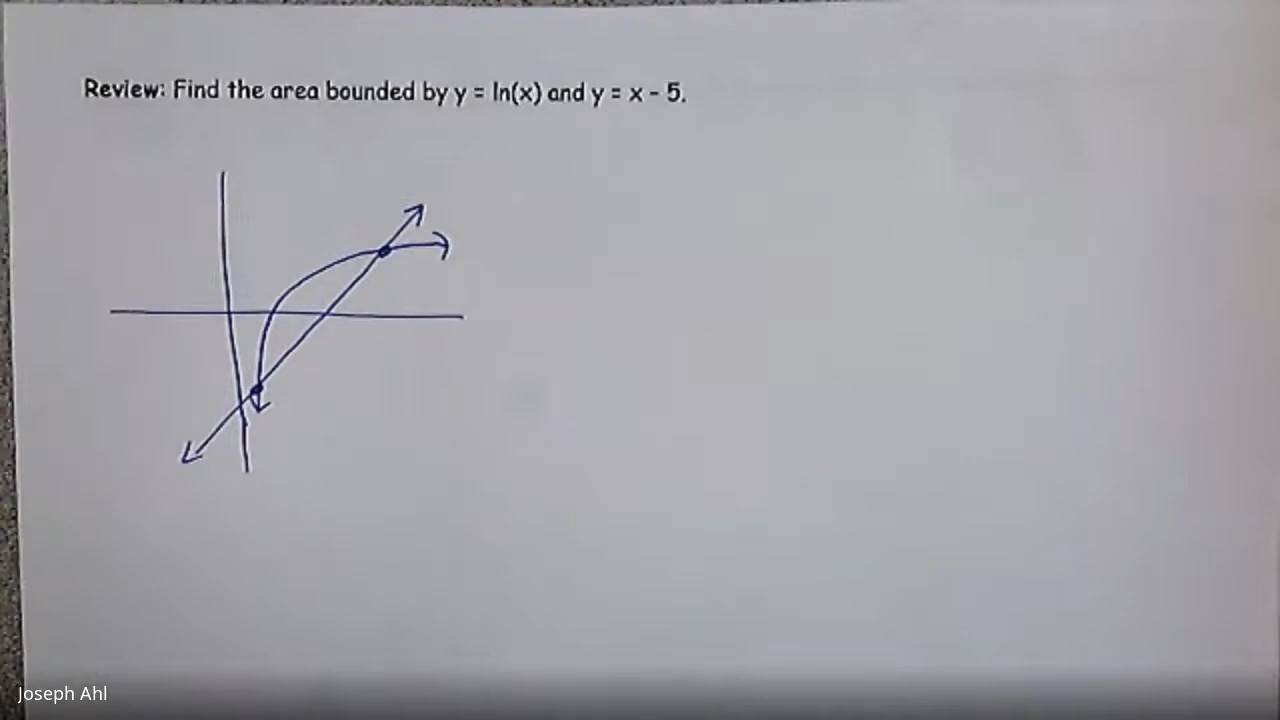 Review: Find the area bounded by y = ln(x) and y = x - 5.
Joseph Ahl